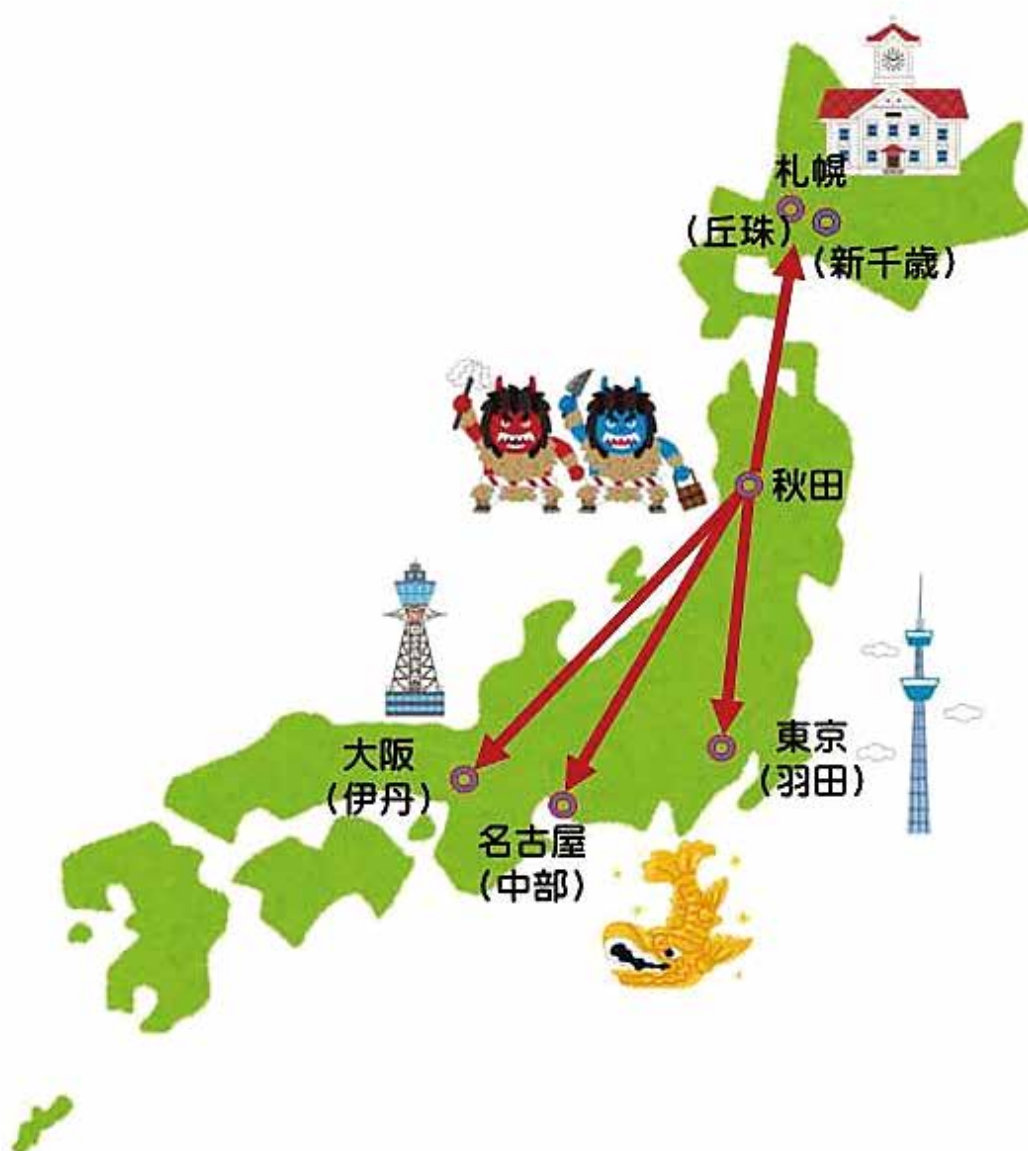 札幌
（丘珠）
（新千歳）
秋田
東京
（羽田）
大阪
（伊丹）
名古屋
（中部）